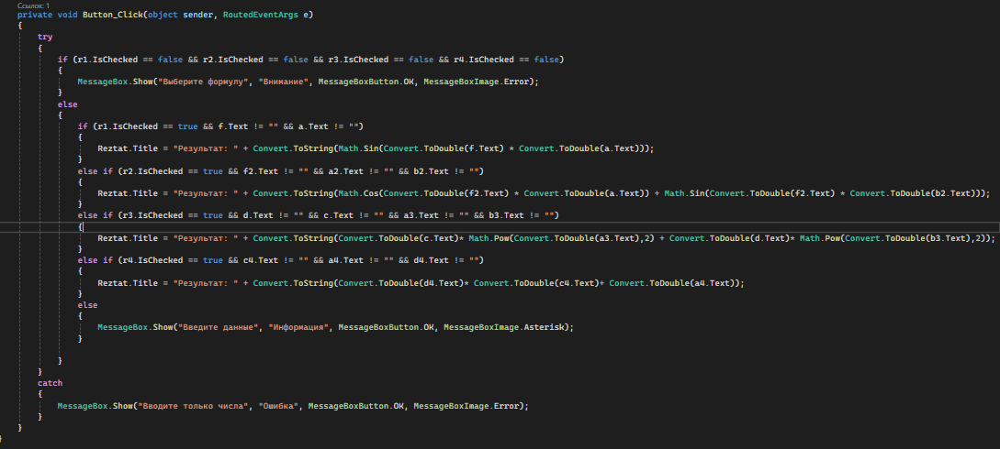 Ссылок: 1
private void Button_Click(object sender, RoutedEventArgs e)
{
try
{
if (r1.IsChecked == false && r2.IsChecked == false && r3.IsChecked == false && r4.IsChecked == false)
{
MessageBox.Show("Выберите формулу", "Внимание", MessageBoxButton.OK, MessageBoxImage.Error);
}
else
{
if (r1.IsChecked == true && f.Text != "" && a.Text != "")
{
Reztat.Title = "Результат: " + Convert.ToString(Math.Sin(Convert.ToDouble(f.Text) * Convert.ToDouble(a.Text)));
}
else if (r2.IsChecked == true && f2.Text != "" && a2.Text != "" && b2.Text != "")
{
Reztat.Title = "Результат: " + Convert.ToString(Math.Cos(Convert.ToDouble(f2.Text) * Convert.ToDouble(a.Text)) + Math.Sin(Convert.ToDouble(f2.Text) * Convert.ToDouble(b2.Text)));
}
else if (r3.IsChecked == true && d.Text != "" && c.Text != "" && a3.Text != "" && b3.Text != "")
{
Reztat.Title = "Результат: " + Convert.ToString(Convert.ToDouble(c.Text)* Math.Pow(Convert.ToDouble(a3.Text),2) + Convert.ToDouble(d.Text)* Math.Pow(Convert.ToDouble(b3.Text),2));
}
else if (r4.IsChecked == true && c4.Text != "" && a4.Text != "" && d4.Text != "")
{
Reztat.Title = "Результат: " + Convert.ToString(Convert.ToDouble(d4.Text)* Convert.ToDouble(c4.Text)+ Convert.ToDouble(a4.Text));
}
else
{
MessageBox.Show("Введите данные", "Информация", MessageBoxButton.OK, MessageBoxImage.Asterisk);
}
}
}
catch
{
MessageBox.Show("Вводите только числа", "Ошибка", MessageBoxButton.OK, MessageBoxImage.Error);
}
}
}